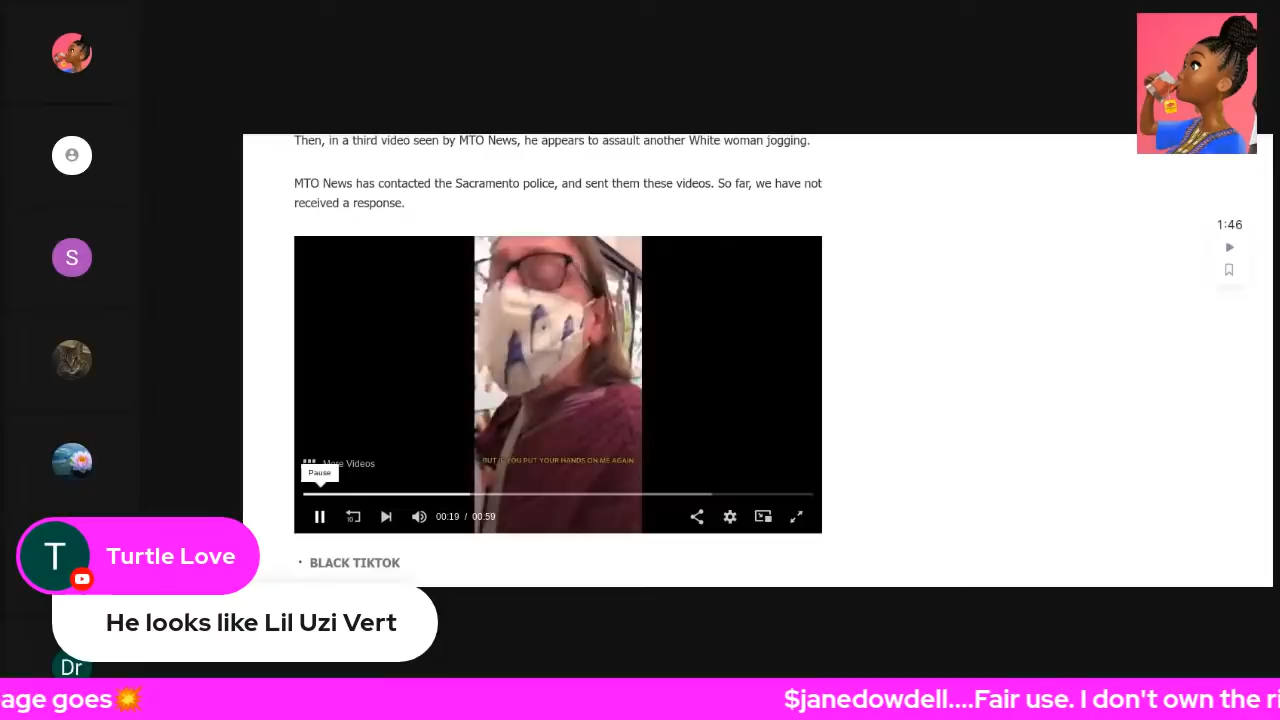 Then, in a third video seen by MTO News, he appears to assault another White woman jogging.
MTO News has contacted the Sacramento police, and sent them these videos. So far, we have not
received a response.
1:46
S
BUT IF YOU PUT YOUR HANDS ON ME AGAIN
More Videos
Pause
10
00:19 / 00:59
· BLACK TIKTOK
T
Turtle Love
He looks like Lil Uzi Vert
Dr
age goes💥 $janedowdell....Fair use. I don't own the ri